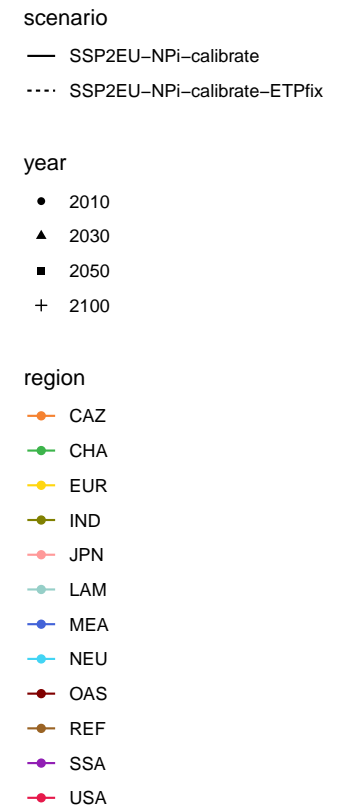 scenario
SSP2EU−NPi−calibrate
SSP2EU−NPi−calibrate−ETPfix
year
2010
2030
2050
2100
region
CAZ
CHA
EUR
IND
JPN
LAM
MEA
NEU
OAS
REF
SSA
USA